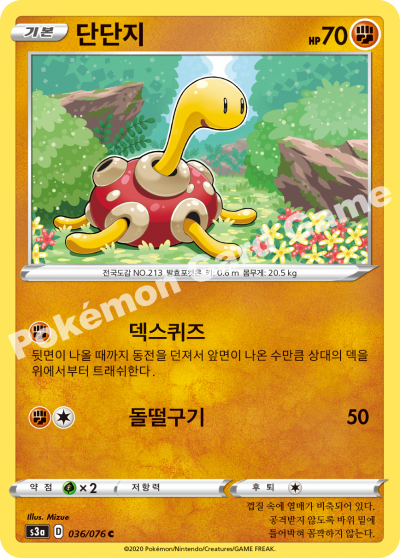 기본 단단지 HP 70
전국도감 NO.213 발효포켓몬 키: 0.6 m 몸무게: 20.5 kg
Pokémon Card Game
덱스퀴즈
뒷면이 나올 때까지 동전을 던져서 앞면이 나온 수만큼 상대의 덱을
위에서부터 트래쉬한다.
돌떨구기 50
약점 ×2 저항력 후퇴
Illus. Mizue
s3a D 036/076 C
껍질 속에 열매가 비축되어 있다.
공격받지 않도록 바위 밑에
들어박혀 꼼짝하지 않는다.
©2020 Pokémon/Nintendo/Creatures/GAME FREAK.